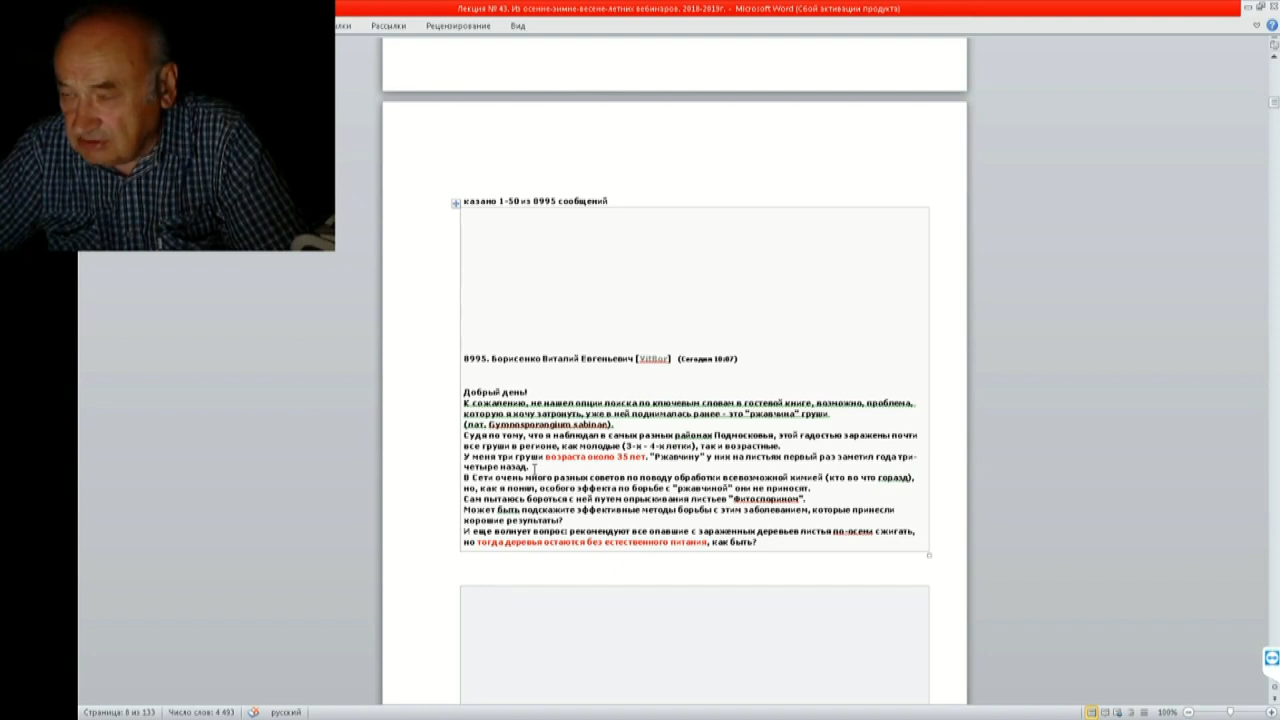 Лекция № 43. Из осенне-зимне-весене-летних вебинаров. 2018-2019г. - Microsoft Word (Сбой активации продукта)
лки Рассылки Рецензирование Вид
казано 1-50 из 8995 сообщений
8995. Борисенко Виталий Евгеньевич [VitBor] (Сегодня 10:07)
Добрый день!
К сожалению, не нашел опции поиска по ключевым словам в гостевой книге, возможно, проблема,
которую я хочу затронуть, уже в ней поднималась ранее - это "ржавчина" груши
(лат. Gymnosporangium sabinae).
Судя по тому, что я наблюдал в самых разных районах Подмосковья, этой гадостью заражены почти
все груши в регионе, как молодые (3-х - 4-х летки), так и возрастные.
У меня три груши возраста около 35 лет. "Ржавчину" у них на листьях первый раз заметил года три-
четыре назад.
В Сети очень много разных советов по поводу обработки всевозможной химией (кто во что горазд),
но, как я понял, особого эффекта по борьбе с "ржавчиной" они не приносят.
Сам пытаюсь бороться с ней путем опрыскивания листьев "Фитоспорином".
Может быть подскажите эффективные методы борьбы с этим заболеванием, которые принесли
хорошие результаты?
И еще волнует вопрос: рекомендуют все опавшие с зараженных деревьев листья по-осени сжигать,
но тогда деревья остаются без естественного питания, как быть?
Страница: 8 из 133 Число слов: 4 493 русский 100%